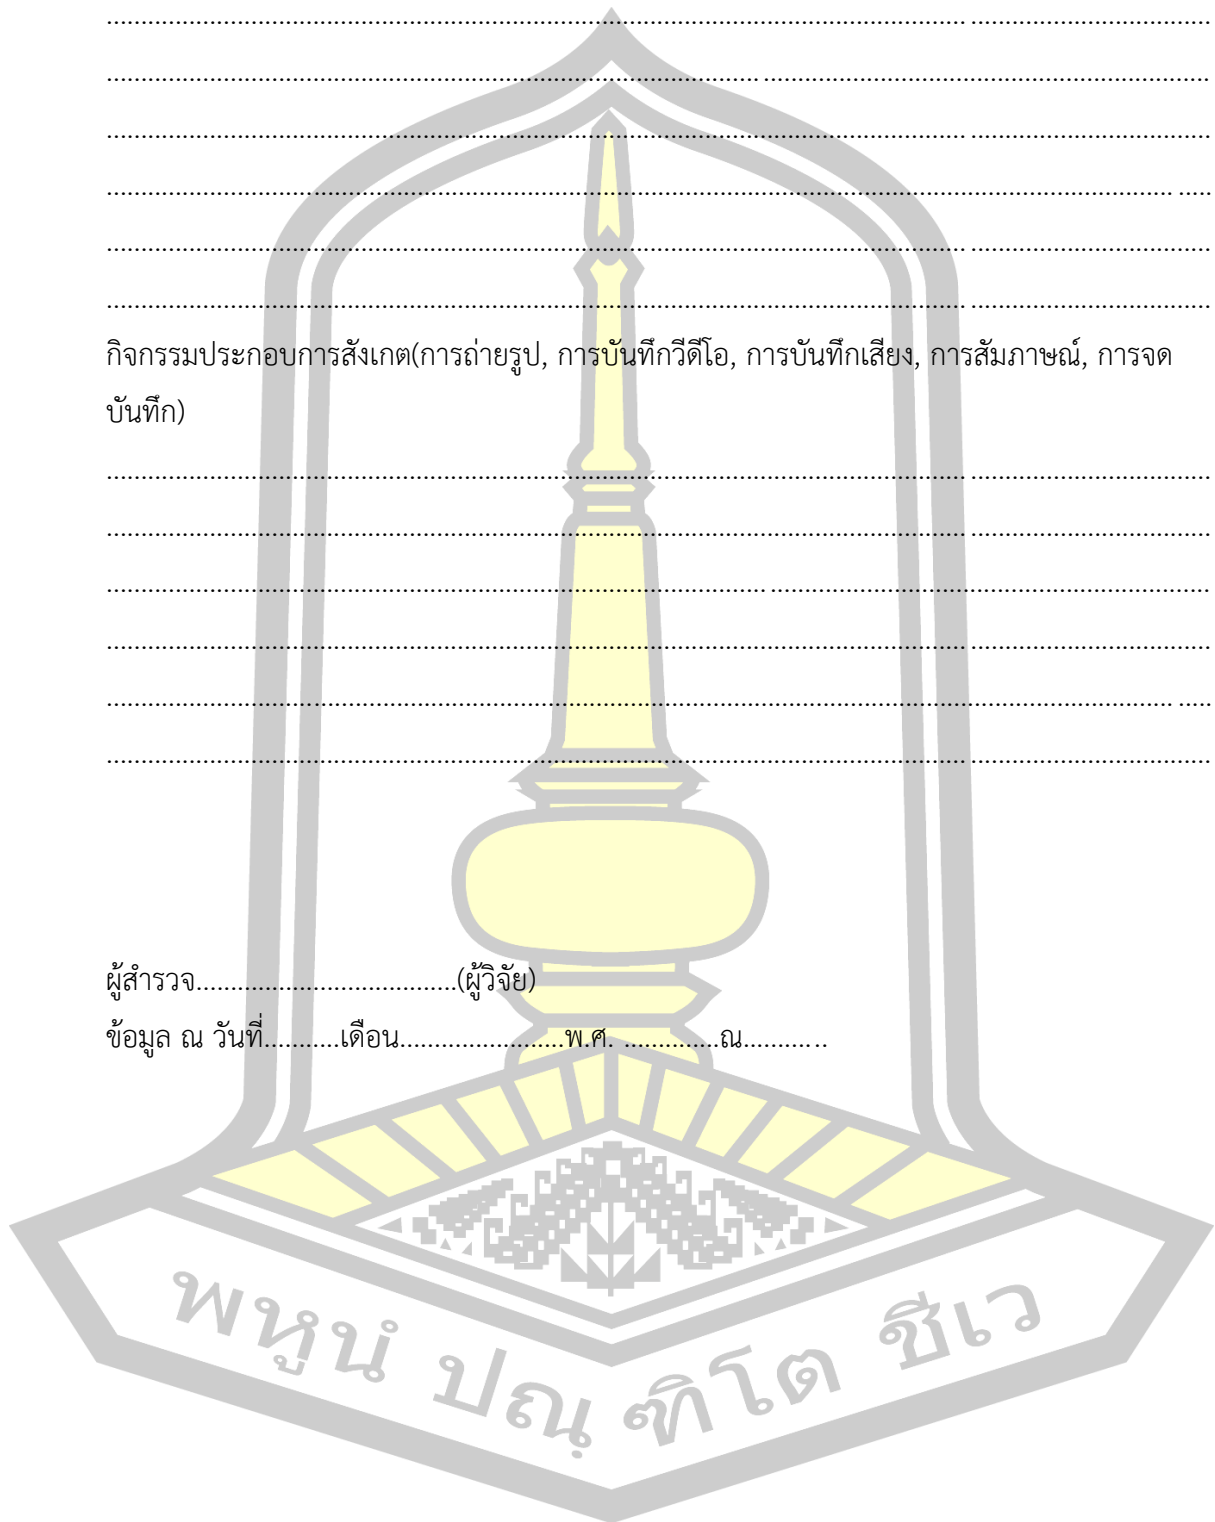 ................................................................................................................................ ....................................
................................................................................................. ...................................................................
................................................................................................................................ ....................................
............................................................................................................................................................... .....
................................................................................................................................ ....................................
................................................................................................................................ ....................................
กิจกรรมประกอบการสังเกต(การถ่ายรูป, การบันทึกวีดีโอ, การบันทึกเสียง, การสัมภาษณ์, การจด
บันทึก)
................................................................................................................................ ....................................
................................................................................................................................ ....................................
.................................................................................................. ..................................................................
................................................................................................................................ ....................................
............................................................................................................................................................... .....
................................................................................................................................ ....................................
ผู้สำรวจ......................................(ผู้วิจัย)
ข้อมูล ณ วันที่...........เดือน........................พ.ศ. ..............ณ.......... ..
พหูนํ ปณฺฑิโต ชีเว